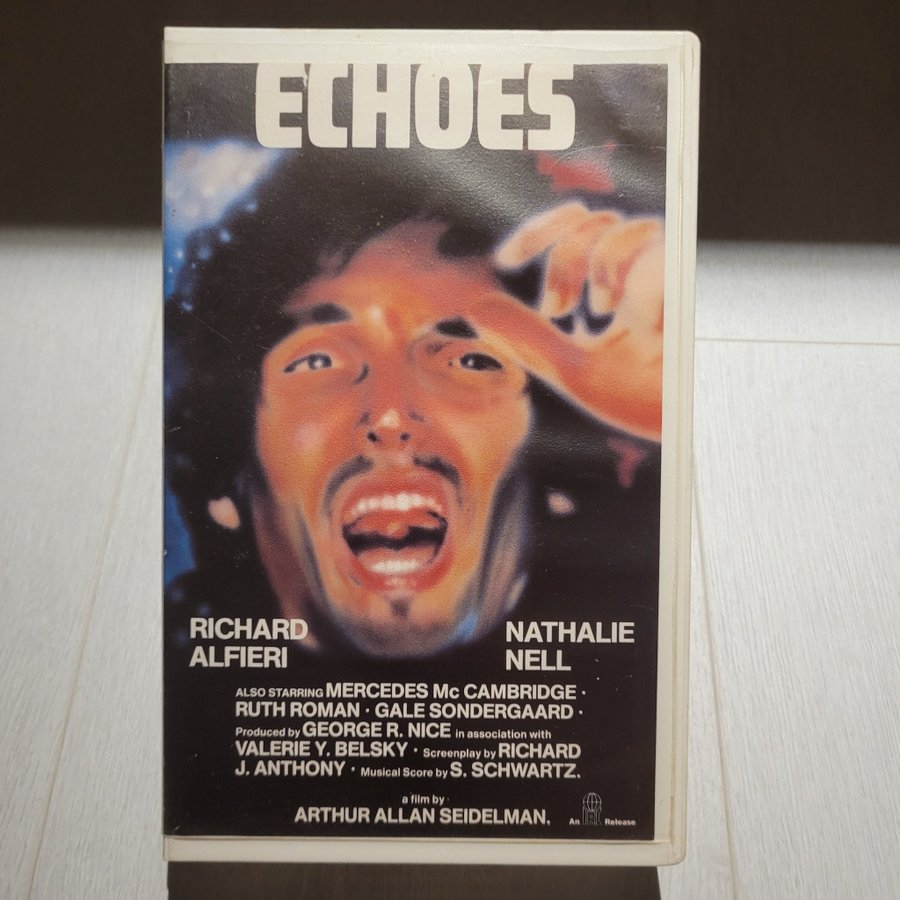 ECHOES
RICHARD
ALFIERI
NATHALIE
NELL
ALSO STARRING MERCEDES Mc CAMBRIDGE ·
RUTH ROMAN · GALE SONDERGAARD ·
Produced by GEORGE R. NICE in association with
VALERIE Y. BELSKY · Screenplay by RICHARD
J. ANTHONY · Musical Score by S. SCHWARTZ.
a film by
ARTHUR ALLAN SEIDELMAN.
An Release